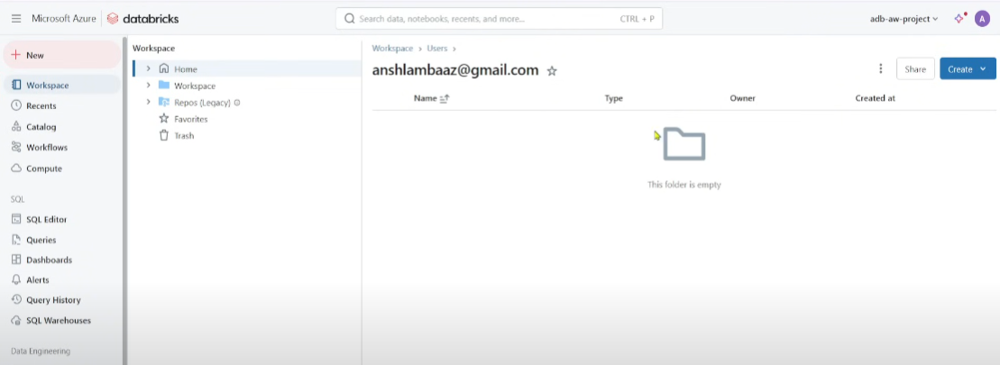 Microsoft Azure databricks Search data, notebooks, recents, and more... CTRL + P adb-aw-project A
New
Workspace
Recents
Catalog
Workflows
Compute
SQL
SQL Editor
Queries
Dashboards
Alerts
Query History
SQL Warehouses
Data Engineering
Workspace
Home
Workspace
Repos (Legacy)
Favorites
Trash
Workspace > Users >
anshlambaaz@gmail.com Share Create
Name Type Owner Created at
This folder is empty